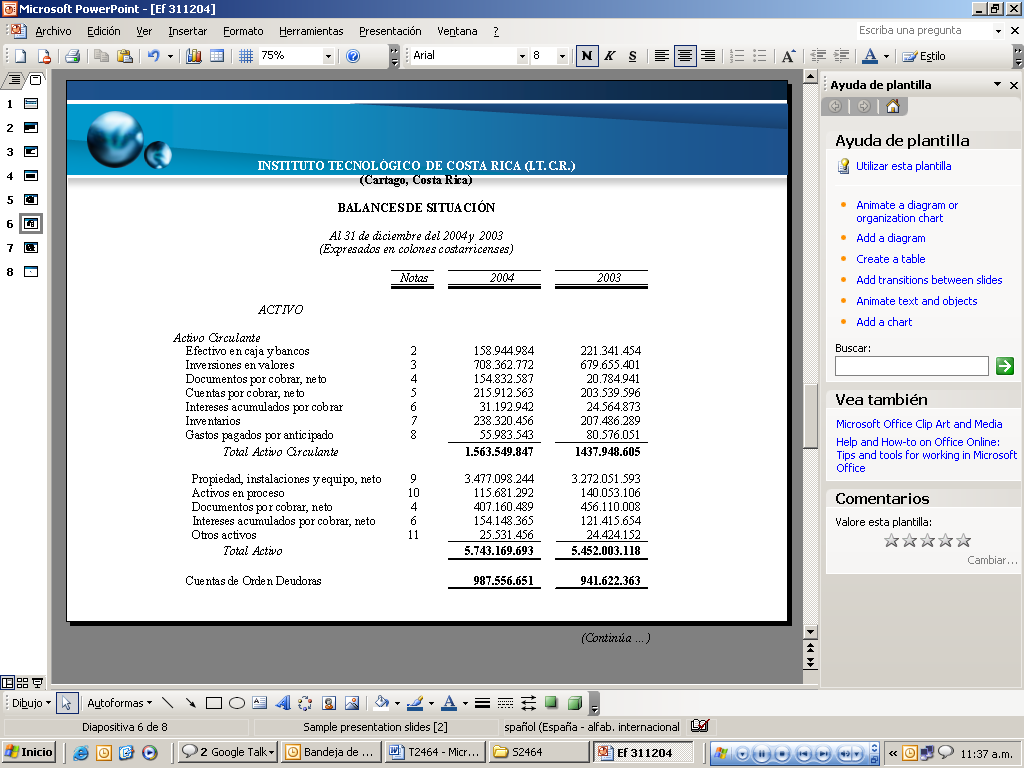 Microsoft PowerPoint - [Ef 311204]
Archivo Edición Ver Insertar Formato Herramientas Presentación Ventana ? Escriba una pregunta
75% Arial 8 N K S Estilo
1
2
3
4
5
6
7
8
INSTITUTO TECNOLÓGICO DE COSTA RICA (I.T.C.R.)
(Cartago, Costa Rica)
BALANCES DE SITUACIÓN
Al 31 de diciembre del 2004 y 2003
(Expresados en colones costarricenses)
Notas 2004 2003
ACTIVO
Activo Circulante
Efectivo en caja y bancos 2 158.944.984 221.341.454
Inversiones en valores 3 708.362.772 679.655.401
Documentos por cobrar, neto 4 154.832.587 20.784.941
Cuentas por cobrar, neto 5 215.912.563 203.539.596
Intereses acumulados por cobrar 6 31.192.942 24.564.873
Inventarios 7 238.320.456 207.486.289
Gastos pagados por anticipado 8 55.983.543 80.576.051
Total Activo Circulante 1.563.549.847 1437.948.605
Propiedad, instalaciones y equipo, neto 9 3.477.098.244 3.272.051.593
Activos en proceso 10 115.681.292 140.053.106
Documentos por cobrar, neto 4 407.160.489 456.110.008
Intereses acumulados por cobrar, neto 6 154.148.365 121.415.654
Otros activos 11 25.531.456 24.424.152
Total Activo 5.743.169.693 5.452.003.118
Cuentas de Orden Deudoras 987.556.651 941.622.363
(Continúa ...)
Ayuda de plantilla
Ayuda de plantilla
Utilizar esta plantilla
Animate a diagram or
organization chart
Add a diagram
Create a table
Add transitions between slides
Animate text and objects
Add a chart
Buscar:
Vea también
Microsoft Office Clip Art and Media
Help and How-to on Office Online:
Tips and tools for working in Microsoft
Office
Comentarios
Valore esta plantilla:
Cambiar...
Dibujo Autoformas
Diapositiva 6 de 8 Sample presentation slides [2] spañol (España - alfab. internacional
Inicio 2 Google Talk Bandeja de ... T2464 - Micr... S2464 Ef 311204 « 11:37 a.m.